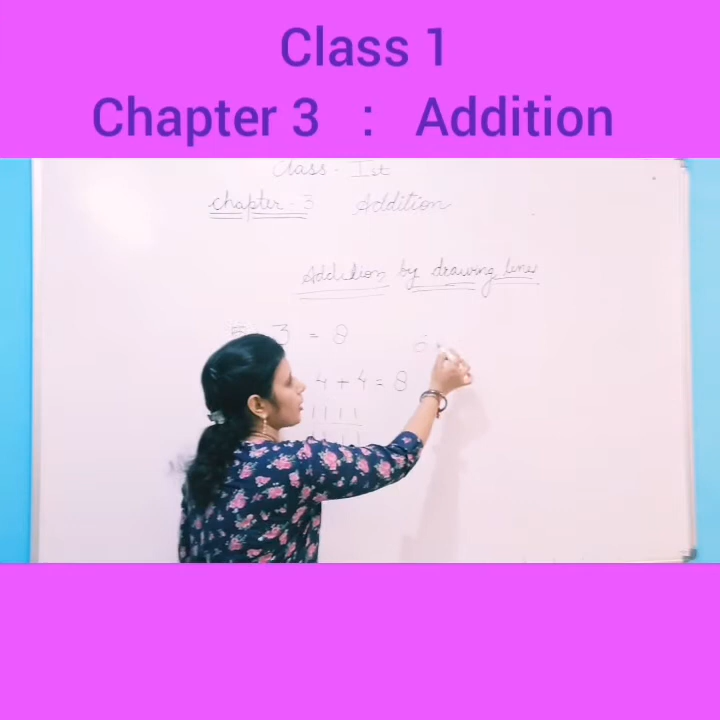 Class 1
Chapter 3 : Addition
Class - Ist
chapter - 3 Addition
Addition by drawing lines
3 = 8
4 + 4 = 8